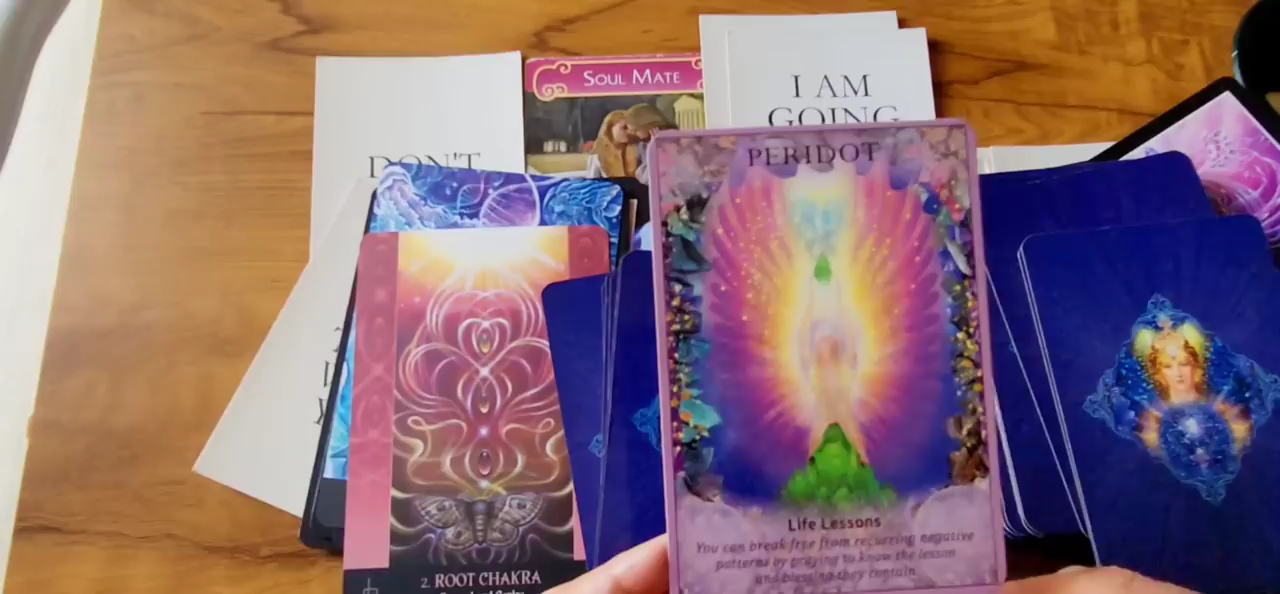 SOUL MATE
I AM
GOING
DON'T
PERIDOT
Life Lessons
You can break free from recurring negative
patterns by praying to know the lesson
and blessing they contain.
2. ROOT CHAKRA